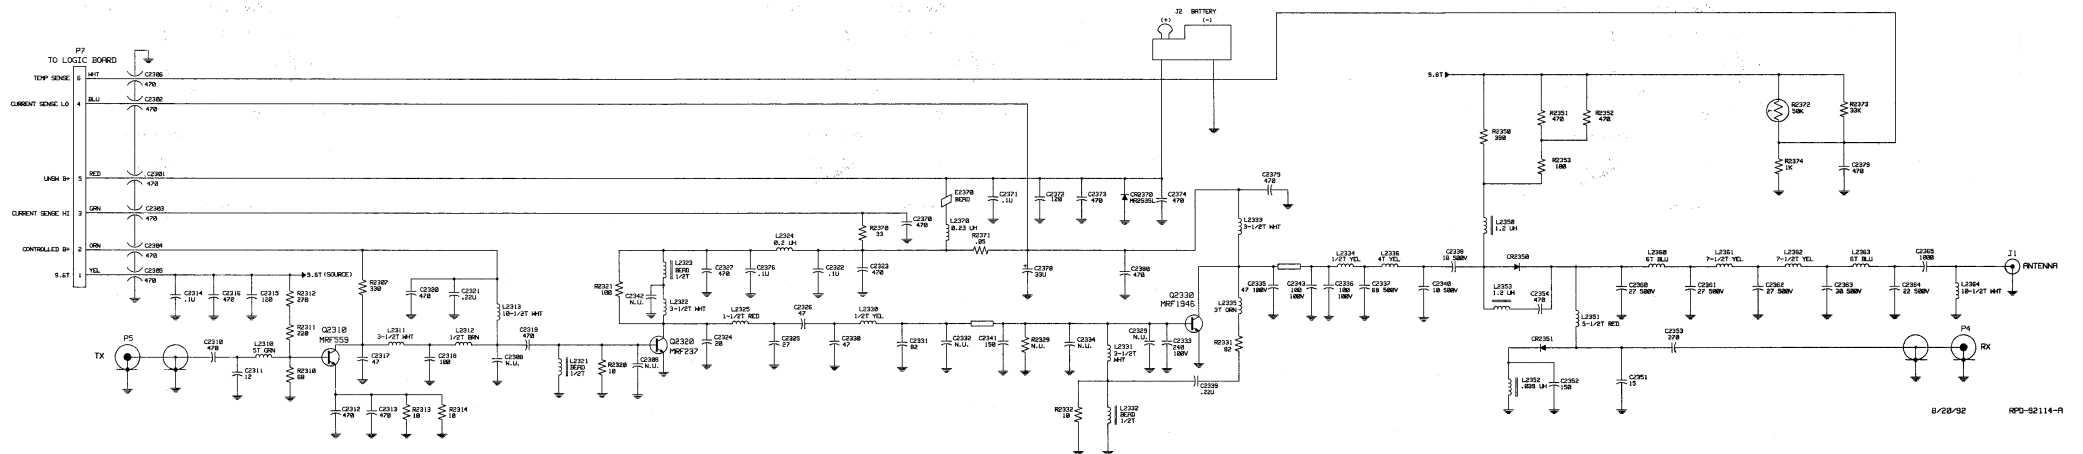 J2 BATTERY
(+)
(-)
P7
TO LOGIC BOARD
TEMP SENSE 6 WHT
C2306
470
CURRENT SENSE LO 4 BLU
C2302
470
UNSW B+ 5 RED
C2301
470
CURRENT SENSE HI 3 GRN
C2303
470
CONTROLLED B+ 2 ORN
C2304
470
9.6T 1 YEL
C2305
470
9.6T (SOURCE)
C2314
.1U
C2316
470
C2315
120
R2312
270
R2311
220
R2310
68
TX
P5
C2310
470
C2311
12
L2310
5T GRN
Q2310
MRF559
C2312
470
C2313
470
R2313
10
R2314
10
R2307
330
C2317
47
L2311
3-1/2T WHT
C2318
100
L2312
1/2T BRN
C2320
470
C2321
.22U
L2313
10-1/2T WHT
C2308
N.U.
C2319
470
L2321
BEAD
1/2T
R2320
10
C2309
N.U.
Q2320
MRF237
R2321
180
C2342
N.U.
L2323
BEAD
1/2T
L2322
3-1/2T WHT
C2327
470
C2376
.1U
L2324
0.2 UH
C2322
.1U
C2323
470
R2370
33
C2370
470
C2324
20
L2325
1-1/2T RED
C2325
27
C2326
47
C2330
47
L2330
1/2T YEL
C2331
82
C2332
N.U.
C2341
150
R2329
N.U.
C2334
N.U.
E2370
BEAD
L2370
0.23 UH
R2371
.05
C2371
.1U
C2372
120
C2373
470
CR2370
MR2535L
C2374
470
C2378
33U
C2380
470
L2331
3-1/2T
WHT
C2329
N.U.
C2333
240
100V
Q2330
MRF1946
R2332
10
L2332
BEAD
1/2T
C2339
.22U
R2331
82
L2335
3T ORN
L2333
3-1/2T WHT
C2375
470
C2335
47 100V
C2343
100
100V
C2336
100
100V
L2334
1/2T YEL
C2337
68 500V
L2336
4T YEL
C2340
10 500V
C2338
18 500V
9.6T
R2350
390
R2351
470
R2352
470
R2353
100
L2350
1.2 UH
CR2350
L2353
1.2 UH
C2354
470
L2351
5-1/2T RED
CR2351
L2352
.039 UH
C2352
150
C2351
15
C2353
270
R2372
50K
R2373
33K
R2374
1K
C2379
470
C2360
27 500V
L2360
6T BLU
C2361
27 500V
L2361
7-1/2T YEL
C2362
27 500V
L2362
7-1/2T YEL
C2363
30 500V
L2363
6T BLU
C2364
22 500V
C2365
1000
L2364
10-1/2T WHT
J1
ANTENNA
P4
RX
8/20/92
RPD-92114-A